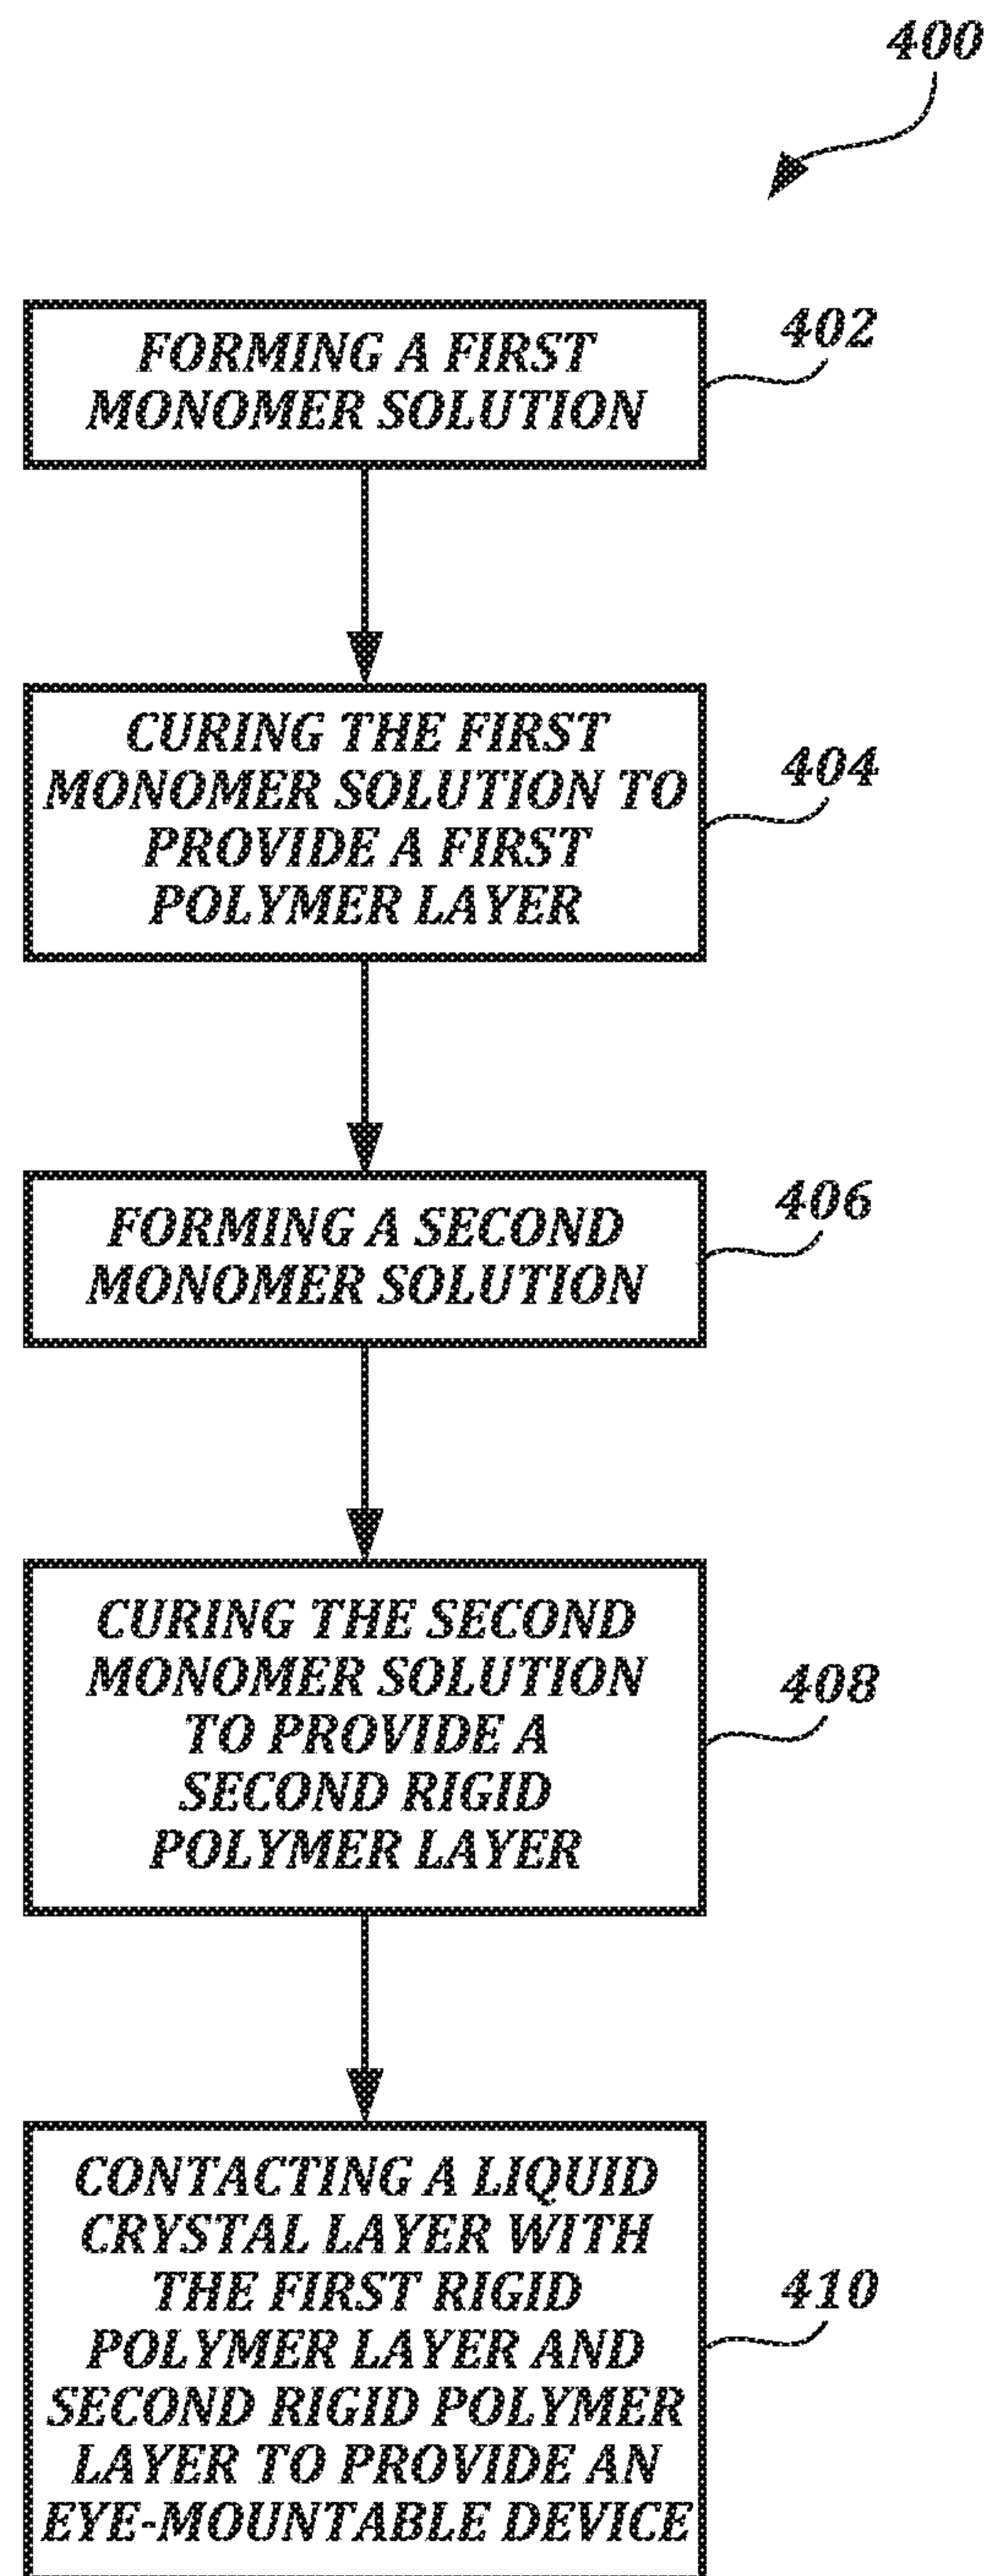 400
FORMING A FIRST
MONOMER SOLUTION
402
CURING THE FIRST
MONOMER SOLUTION TO
PROVIDE A FIRST
POLYMER LAYER
404
FORMING A SECOND
MONOMER SOLUTION
406
CURING THE SECOND
MONOMER SOLUTION
TO PROVIDE A
SECOND RIGID
POLYMER LAYER
408
CONTACTING A LIQUID
CRYSTAL LAYER WITH
THE FIRST RIGID
POLYMER LAYER AND
SECOND RIGID POLYMER
LAYER TO PROVIDE AN
EYE-MOUNTABLE DEVICE
410